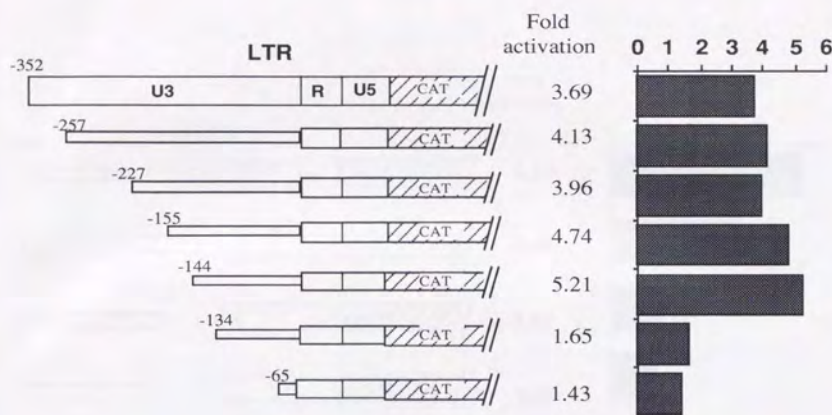 Fold
activation
LTR
0 1 2 3 4 5 6
-352
U3 R U5 CAT 3.69
-257
CAT 4.13
-227
CAT 3.96
-155
CAT 4.74
-144
CAT 5.21
-134
CAT 1.65
-65
CAT 1.43